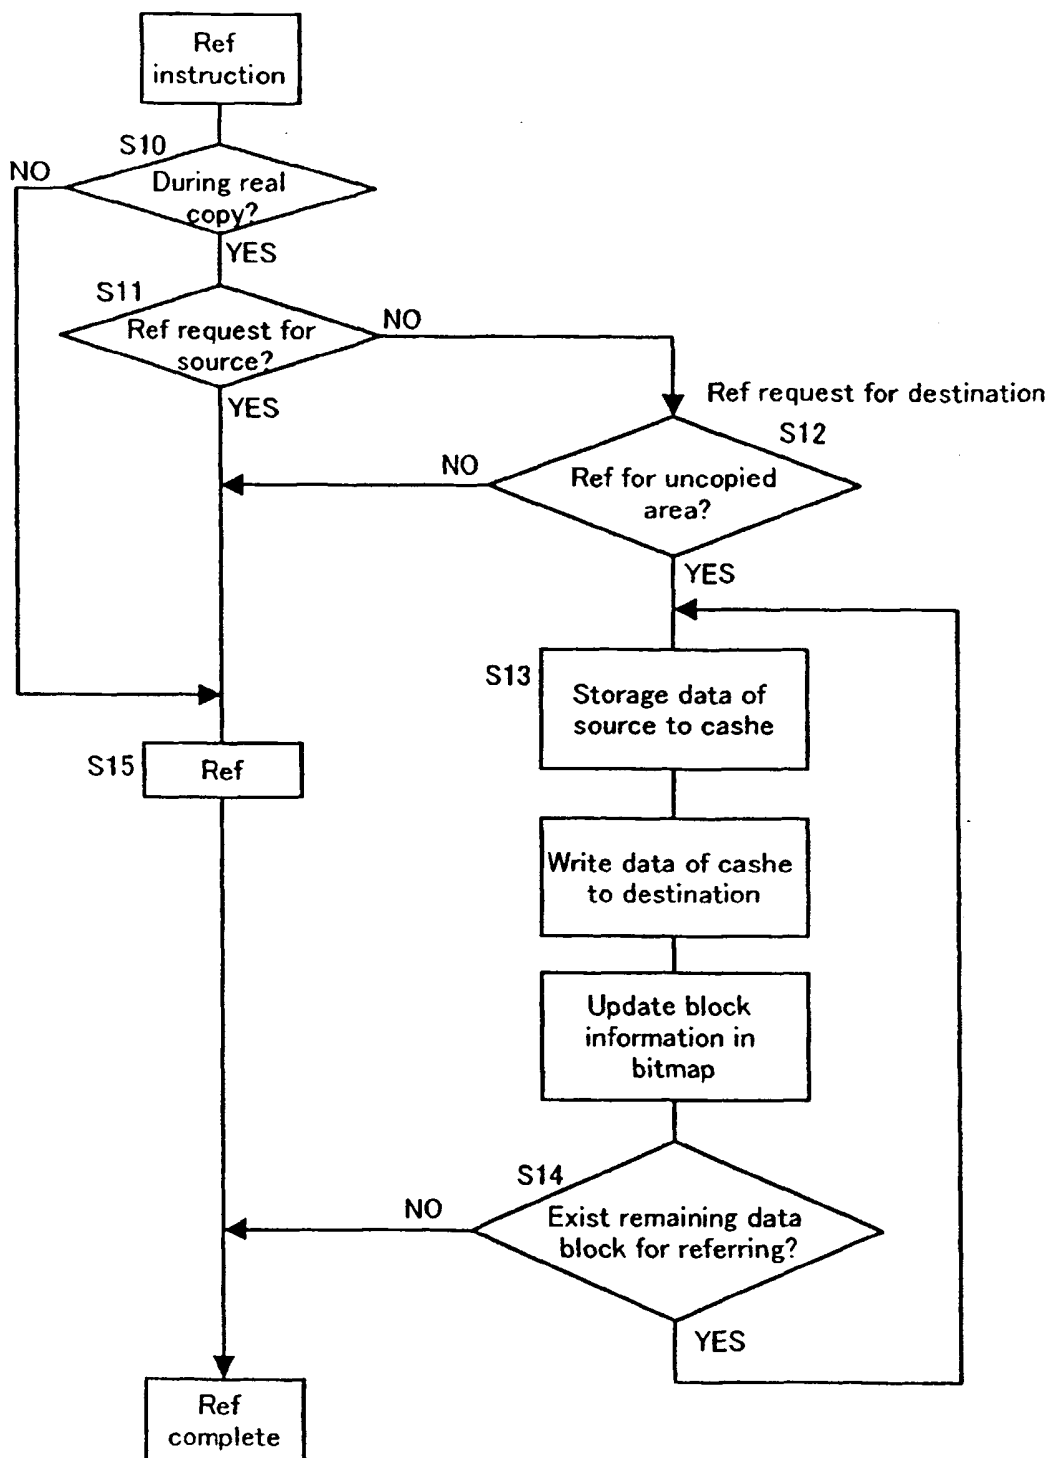 Ref
instruction
S10
NO
During real
copy?
YES
S11
Ref request for
source?
NO
YES
Ref request for destination
S12
NO
Ref for uncopied
area?
YES
S13
Storage data of
source to cashe
S15
Ref
Write data of cashe
to destination
Update block
information in
bitmap
S14
NO
Exist remaining data
block for referring?
YES
Ref
complete